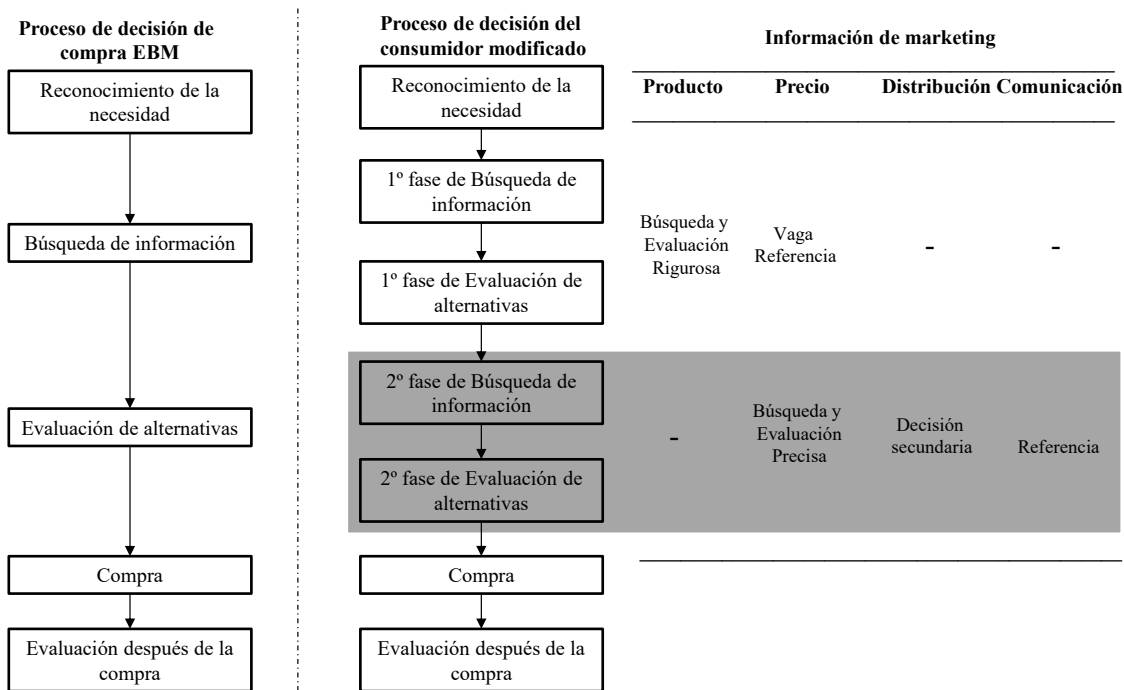 Proceso de decisión de
compra EBM
Reconocimiento de la
necesidad
Búsqueda de información
Evaluación de alternativas
Compra
Evaluación después de la
compra
Proceso de decisión del
consumidor modificado
Reconocimiento de la
necesidad
1º fase de Búsqueda de
información
1º fase de Evaluación de
alternativas
2º fase de Búsqueda de
información
2º fase de Evaluación de
alternativas
Compra
Evaluación después de la
compra
Información de marketing
Producto Precio Distribución Comunicación
Búsqueda y
Evaluación
Rigurosa
Vaga
Referencia
-
-
-
Búsqueda y
Evaluación
Precisa
Decisión
secundaria
Referencia